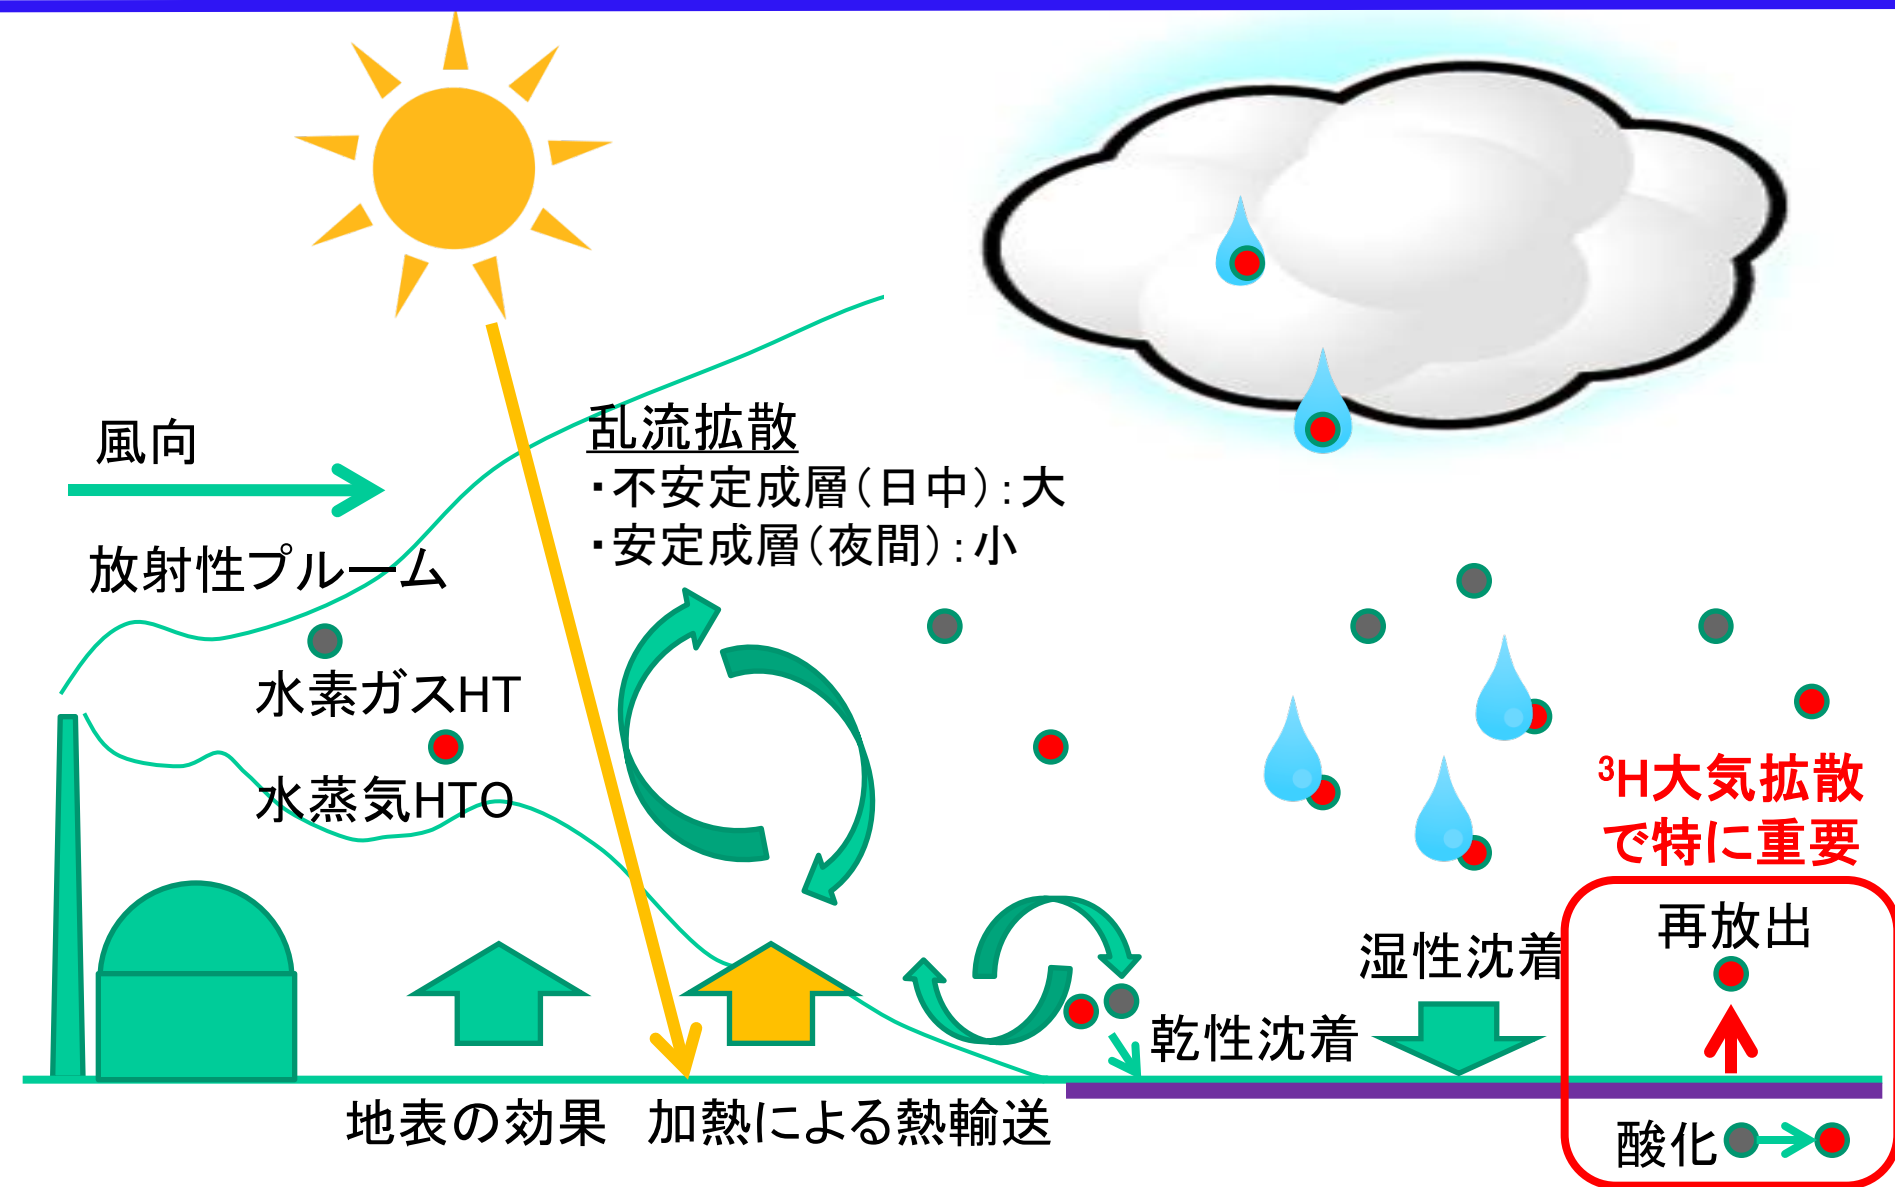 風向
放射性プルーム
水素ガスHT
水蒸気HTO
乱流拡散
・不安定成層（日中）：大
・安定成層（夜間）：小
³H大気拡散
で特に重要
再放出
湿性沈着
乾性沈着
地表の効果 加熱による熱輸送
酸化